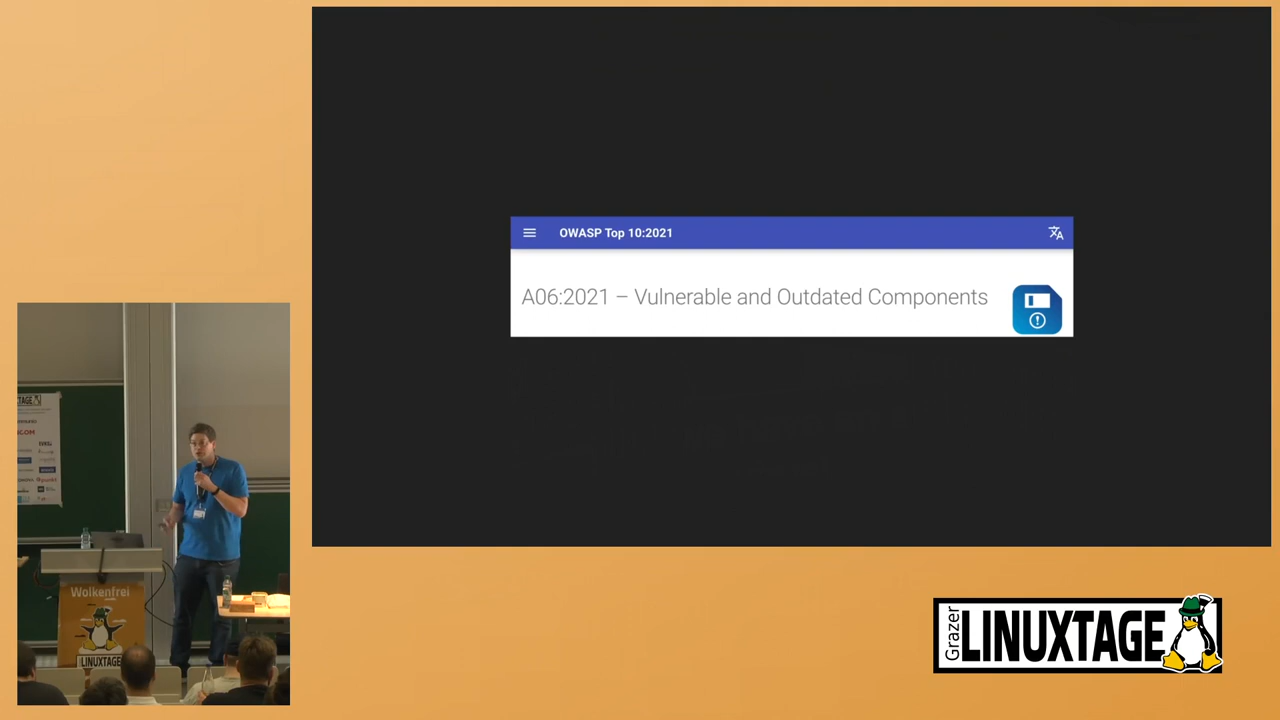 OWASP Top 10:2021
A06:2021 – Vulnerable and Outdated Components
Wolkenfrei
LINUXTAGE
Grazer
LINUXTAGE